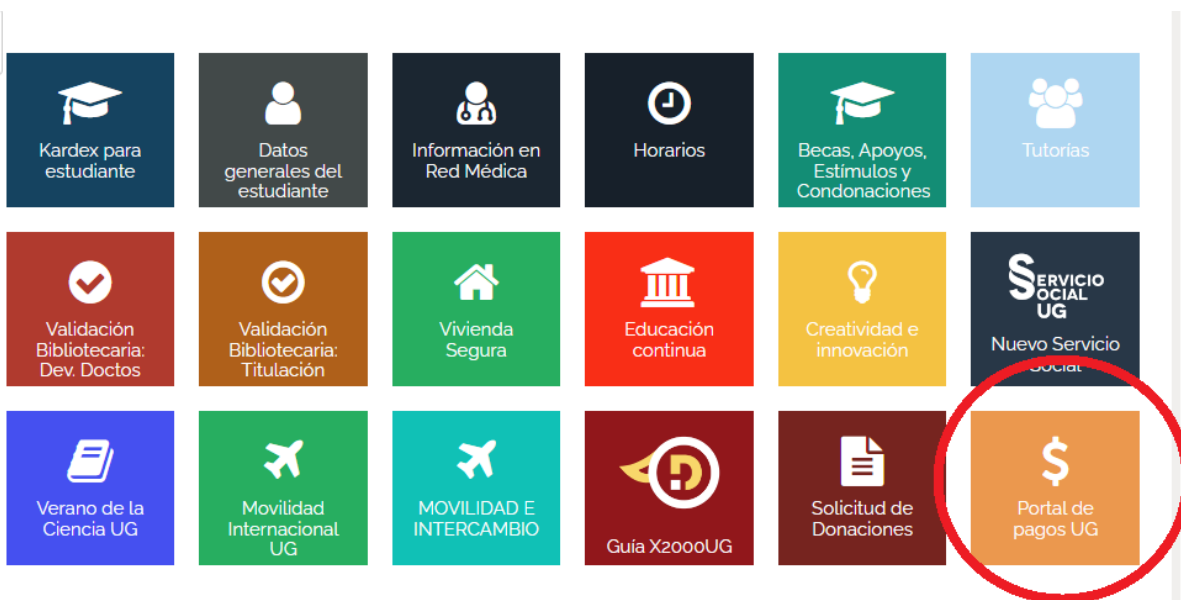 Kardex para
estudiante
Datos
generales del
estudiante
Información en
Red Médica
Horarios
Becas, Apoyos,
Estímulos y
Condonaciones
Tutorías
Validación
Bibliotecaria:
Dev. Doctos
Validación
Bibliotecaria:
Titulación
Vivienda
Segura
Educación
continua
Creatividad e
innovación
SERVICIO
SOCIAL
UG
Nuevo Servicio
Social
Verano de la
Ciencia UG
Movilidad
Internacional
UG
MOVILIDAD E
INTERCAMBIO
Guía X2000UG
Solicitud de
Donaciones
$
Portal de
pagos UG